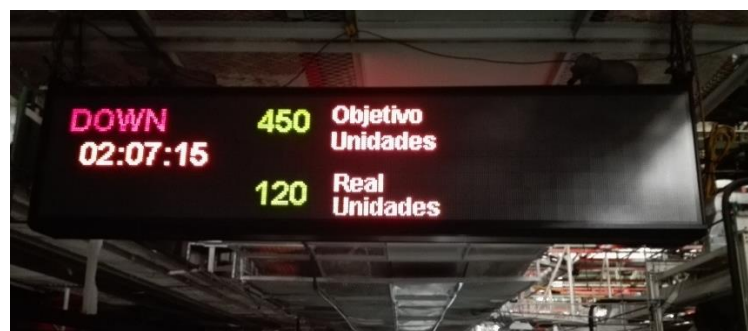 DOWN
02:07:15
450 Objetivo
Unidades
120 Real
Unidades